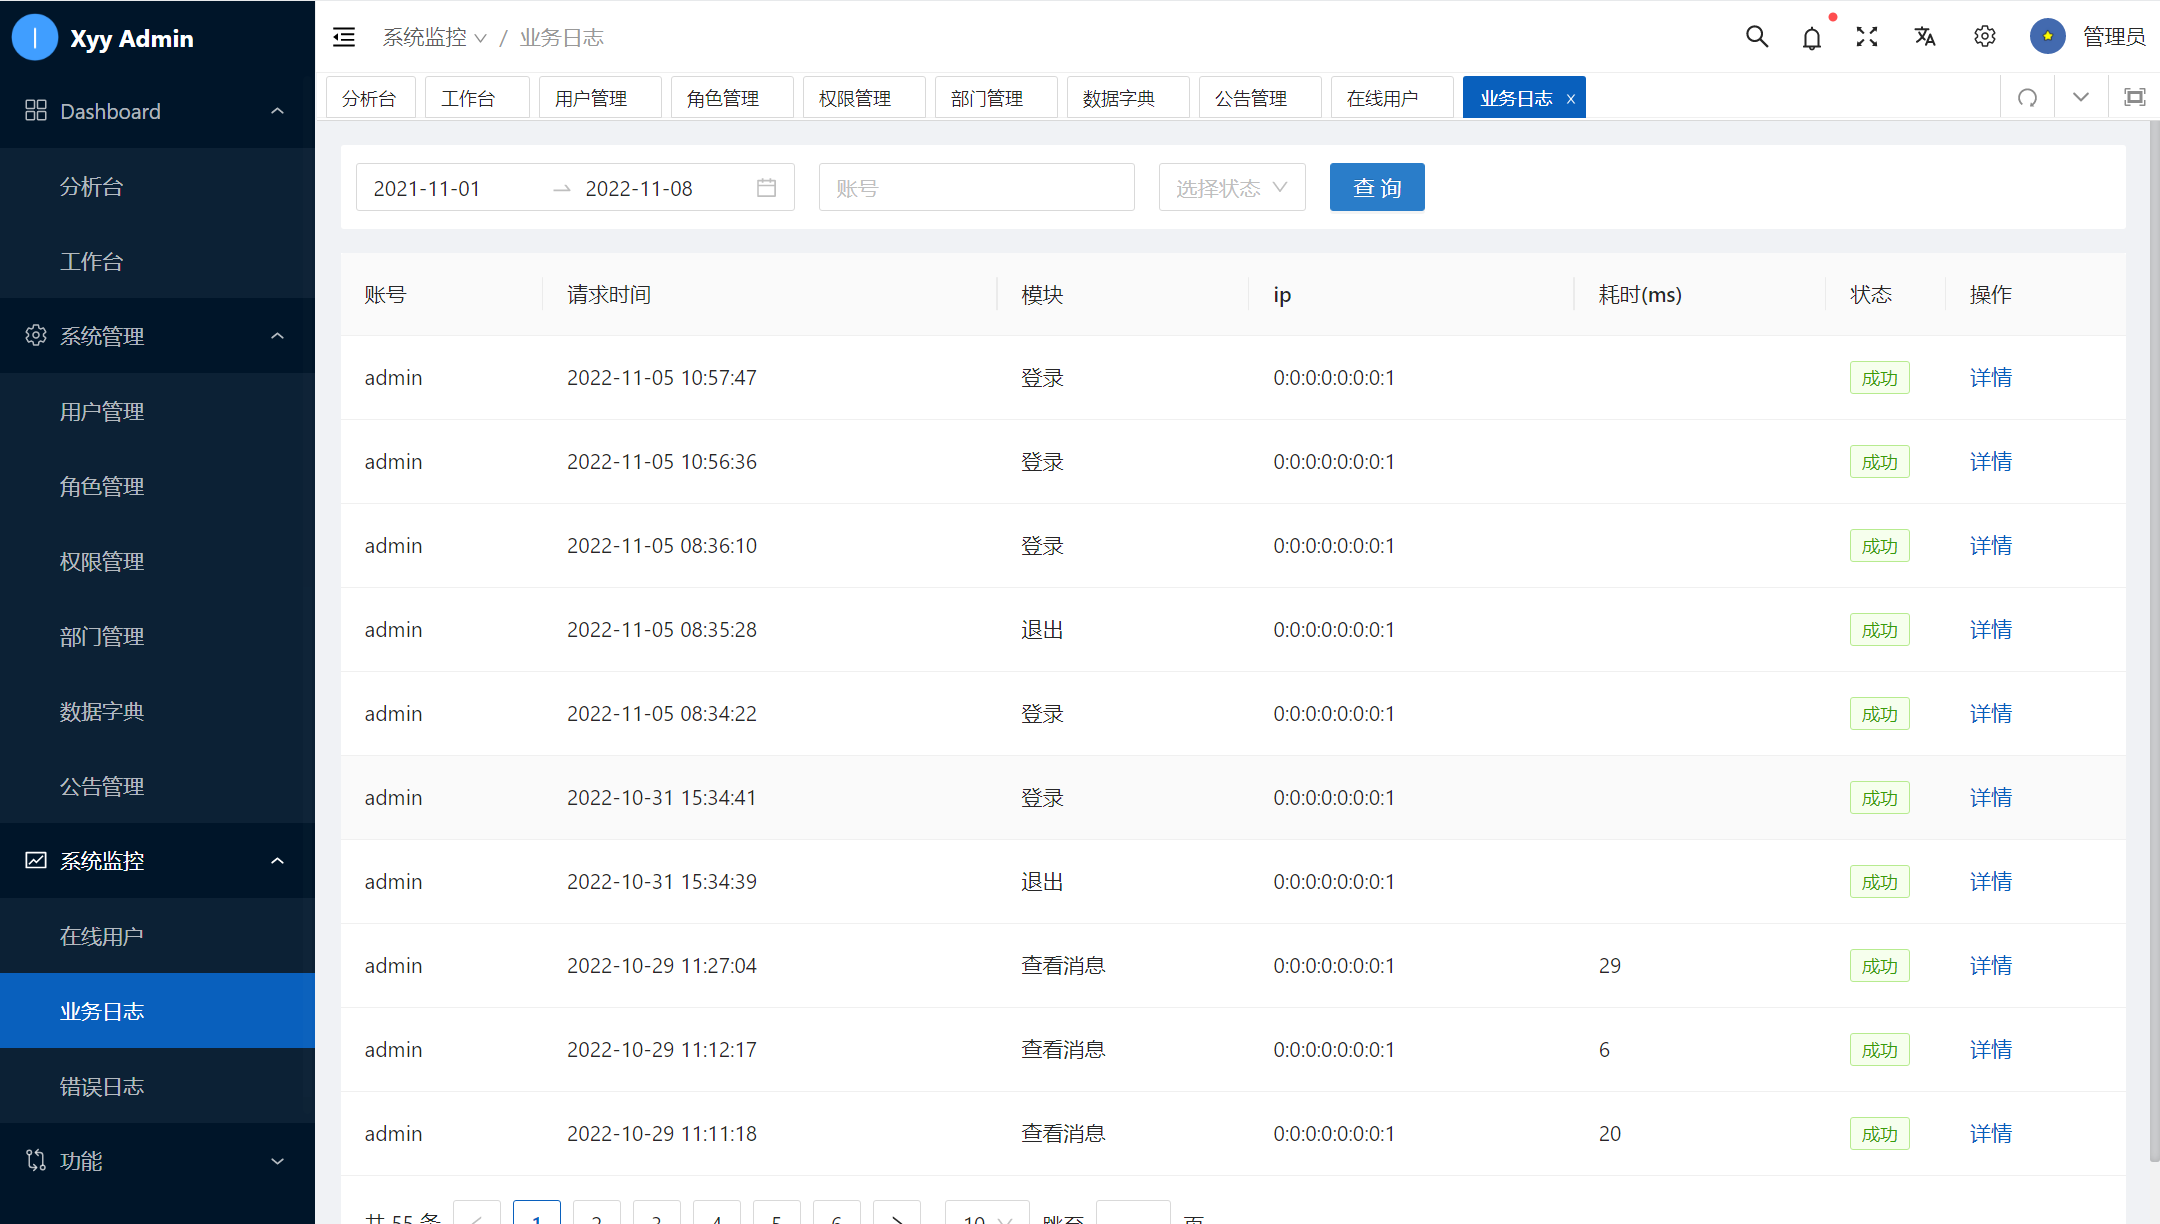 Xyy Admin
Dashboard
分析台
工作台
系统管理
用户管理
角色管理
权限管理
部门管理
数据字典
公告管理
系统监控
在线用户
业务日志
错误日志
功能
系统监控 / 业务日志
管理员
分析台 工作台 用户管理 角色管理 权限管理 部门管理 数据字典 公告管理 在线用户 业务日志 x
2021-11-01 → 2022-11-08 账号 选择状态 查 询
账号 请求时间 模块 ip 耗时(ms) 状态 操作
admin 2022-11-05 10:57:47 登录 0:0:0:0:0:0:0:1 成功 详情
admin 2022-11-05 10:56:36 登录 0:0:0:0:0:0:0:1 成功 详情
admin 2022-11-05 08:36:10 登录 0:0:0:0:0:0:0:1 成功 详情
admin 2022-11-05 08:35:28 退出 0:0:0:0:0:0:0:1 成功 详情
admin 2022-11-05 08:34:22 登录 0:0:0:0:0:0:0:1 成功 详情
admin 2022-10-31 15:34:41 登录 0:0:0:0:0:0:0:1 成功 详情
admin 2022-10-31 15:34:39 退出 0:0:0:0:0:0:0:1 成功 详情
admin 2022-10-29 11:27:04 查看消息 0:0:0:0:0:0:0:1 29 成功 详情
admin 2022-10-29 11:12:17 查看消息 0:0:0:0:0:0:0:1 6 成功 详情
admin 2022-10-29 11:11:18 查看消息 0:0:0:0:0:0:0:1 20 成功 详情
共 55 条 < 1 2 3 4 5 6 > 10 跳至 页